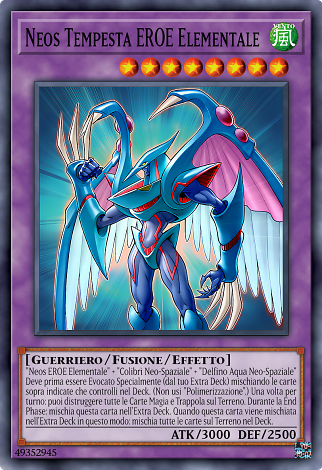 Neos Tempesta EROE Elementale
VENTO
風
[Guerriero/Fusione/Effetto]
"Neos EROE Elementale" + "Colibrì Neo-Spaziale" + "Delfino Aqua Neo-Spaziale"
Deve prima essere Evocato Specialmente (dal tuo Extra Deck) mischiando le carte
sopra indicate che controlli nel Deck. (Non usi "Polimerizzazione".) Una volta per
turno: puoi distruggere tutte le Carte Magia e Trappola sul Terreno. Durante la End
Phase: mischia questa carta nell'Extra Deck. Quando questa carta viene mischiata
nell'Extra Deck in questo modo: mischia tutte le carte sul Terreno nel Deck.
ATK/3000 DEF/2500
49352945